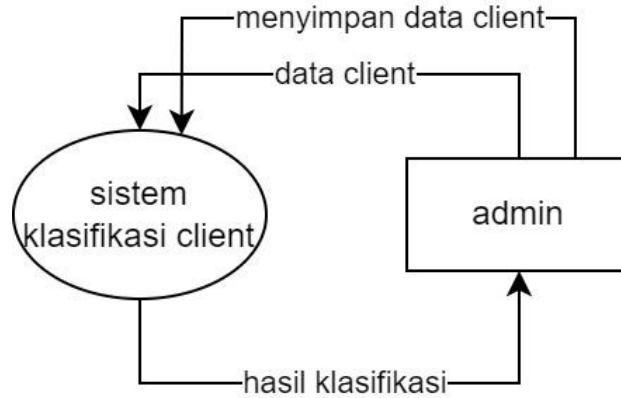 menyimpan data client
data client
sistem
klasifikasi client
admin
hasil klasifikasi